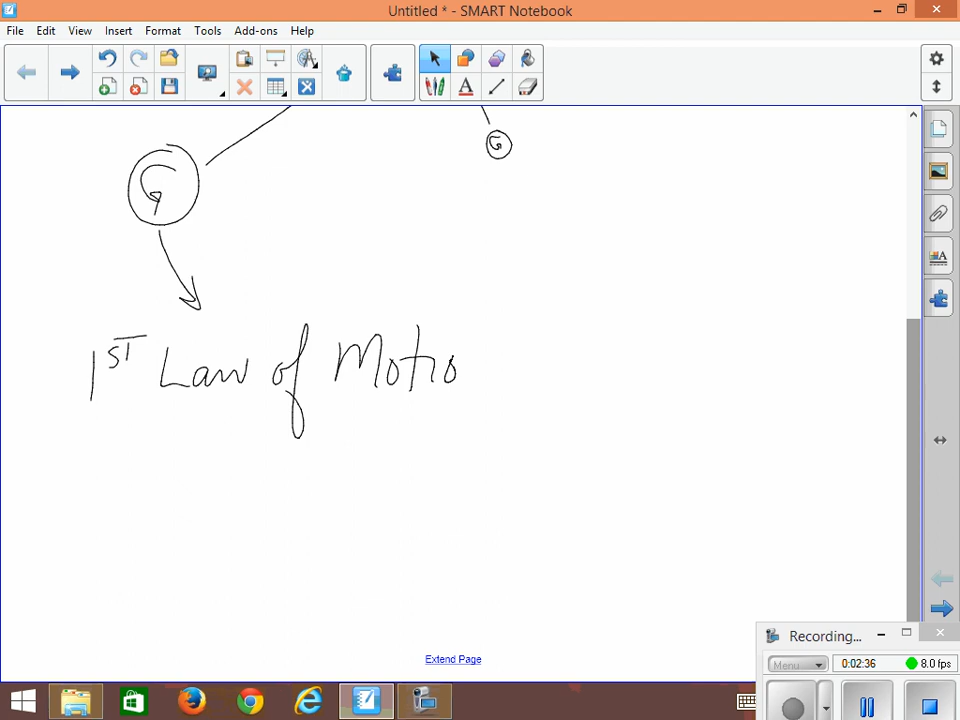 Untitled * - SMART Notebook
File Edit View Insert Format Tools Add-ons Help
1ST Law of Motio
Extend Page
Recording...
Menu 0:02:36 8.0 fps